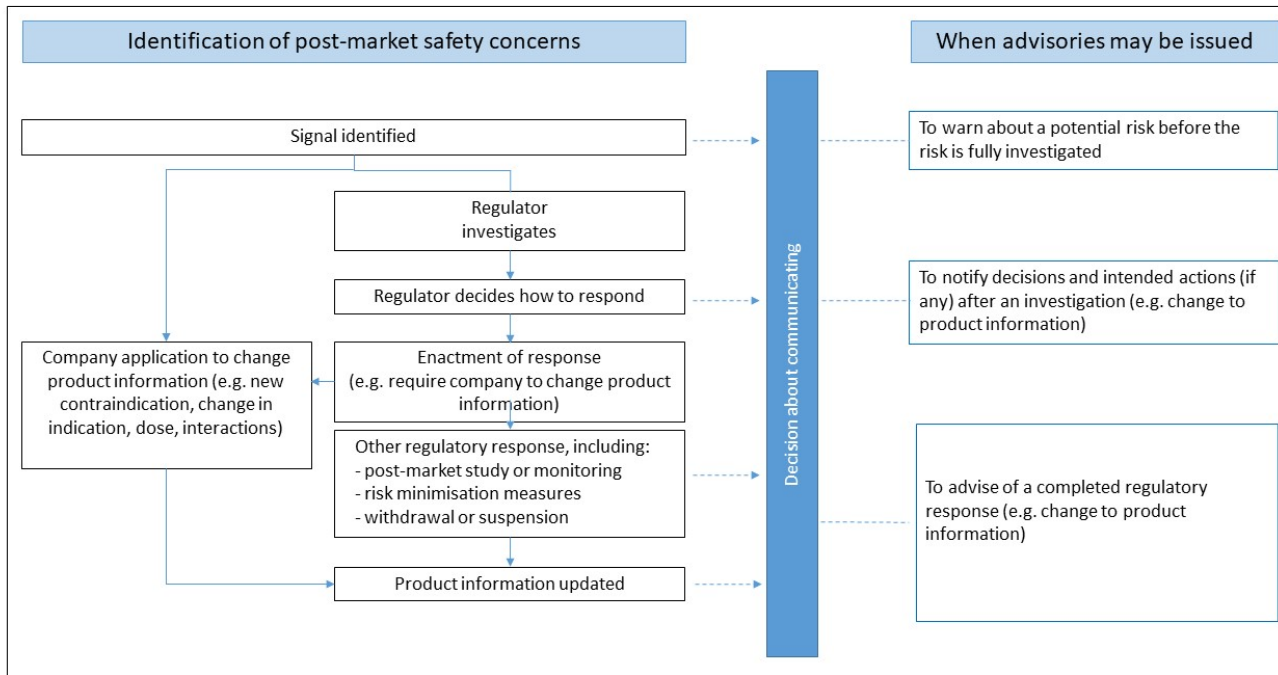 Identification of post-market safety concerns
When advisories may be issued
Signal identified
To warn about a potential risk before the
risk is fully investigated
Regulator
investigates
Decision about communicating
Regulator decides how to respond
To notify decisions and intended actions (if
any) after an investigation (e.g. change to
product information)
Company application to change
product information (e.g. new
contraindication, change in
indication, dose, interactions)
Enactment of response
(e.g. require company to change product
information)
Other regulatory response, including:
- post-market study or monitoring
- risk minimisation measures
- withdrawal or suspension
To advise of a completed regulatory
response (e.g. change to product
information)
Product information updated